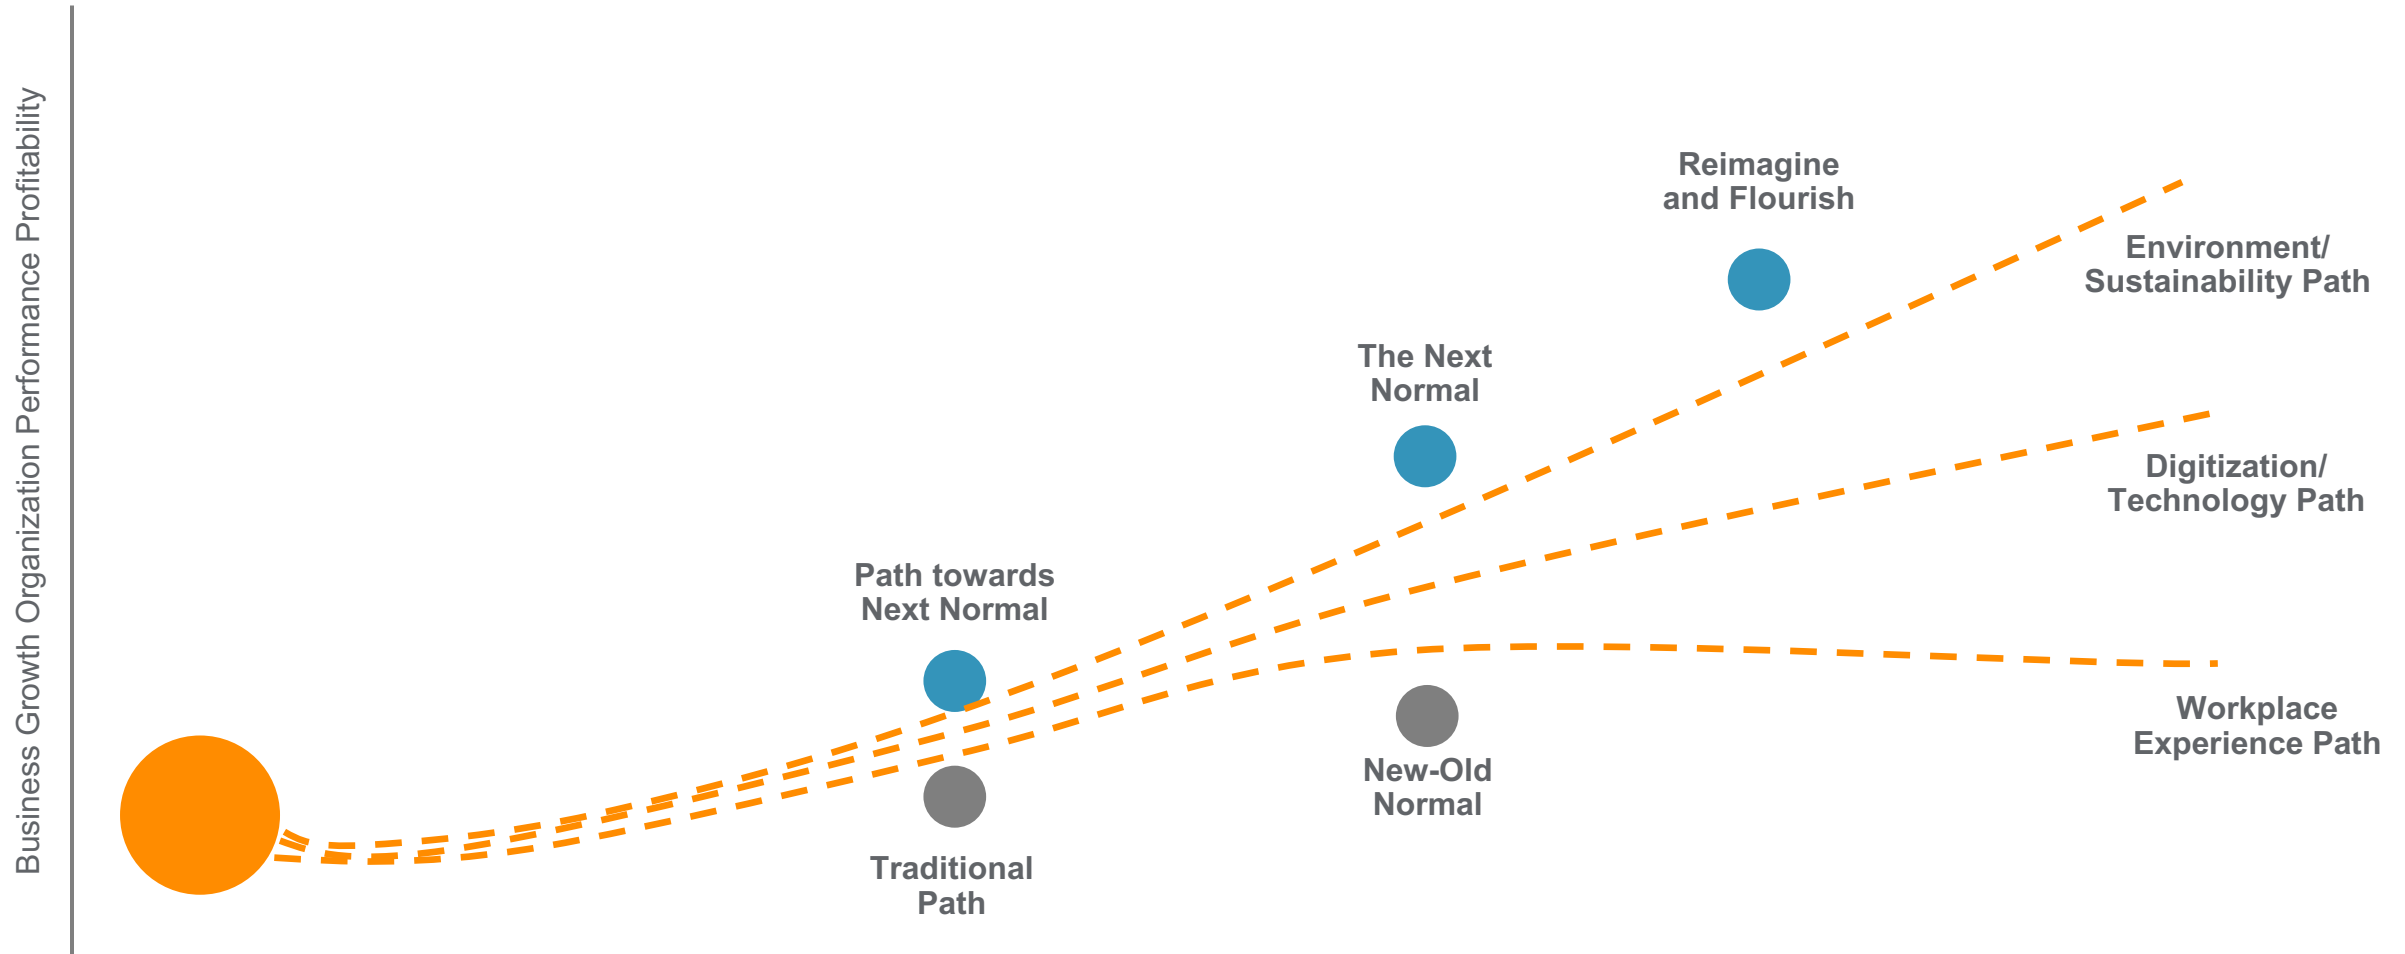 Business Growth Organization Performance Profitability
Reimagine
and Flourish
Environment/
Sustainability Path
The Next
Normal
Digitization/
Technology Path
Path towards
Next Normal
Workplace
Experience Path
New-Old
Normal
Traditional
Path